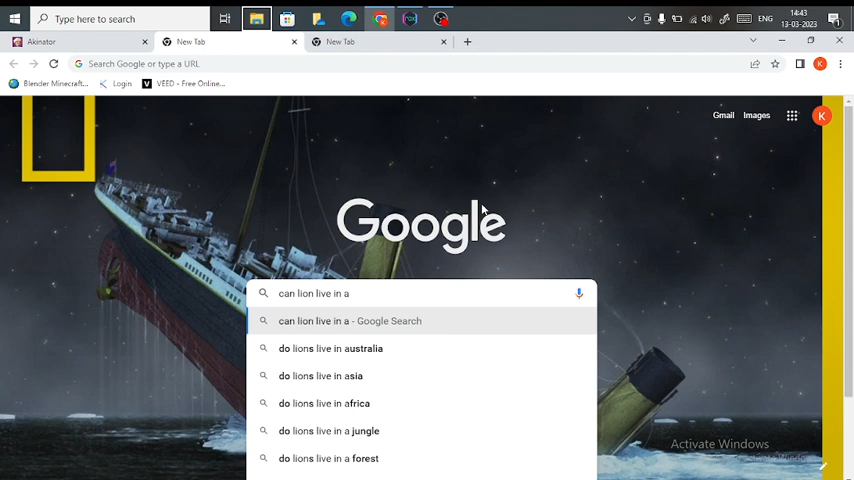 Type here to search
ENG
14:43
13-03-2023
1
Akinator
New Tab
New Tab
Search Google or type a URL
K
Blender Minecraft...
Login
V VEED - Free Online...
Gmail
Images
K
Google
can lion live in a
can lion live in a - Google Search
do lions live in australia
do lions live in asia
do lions live in africa
do lions live in a jungle
do lions live in a forest
Activate Windows